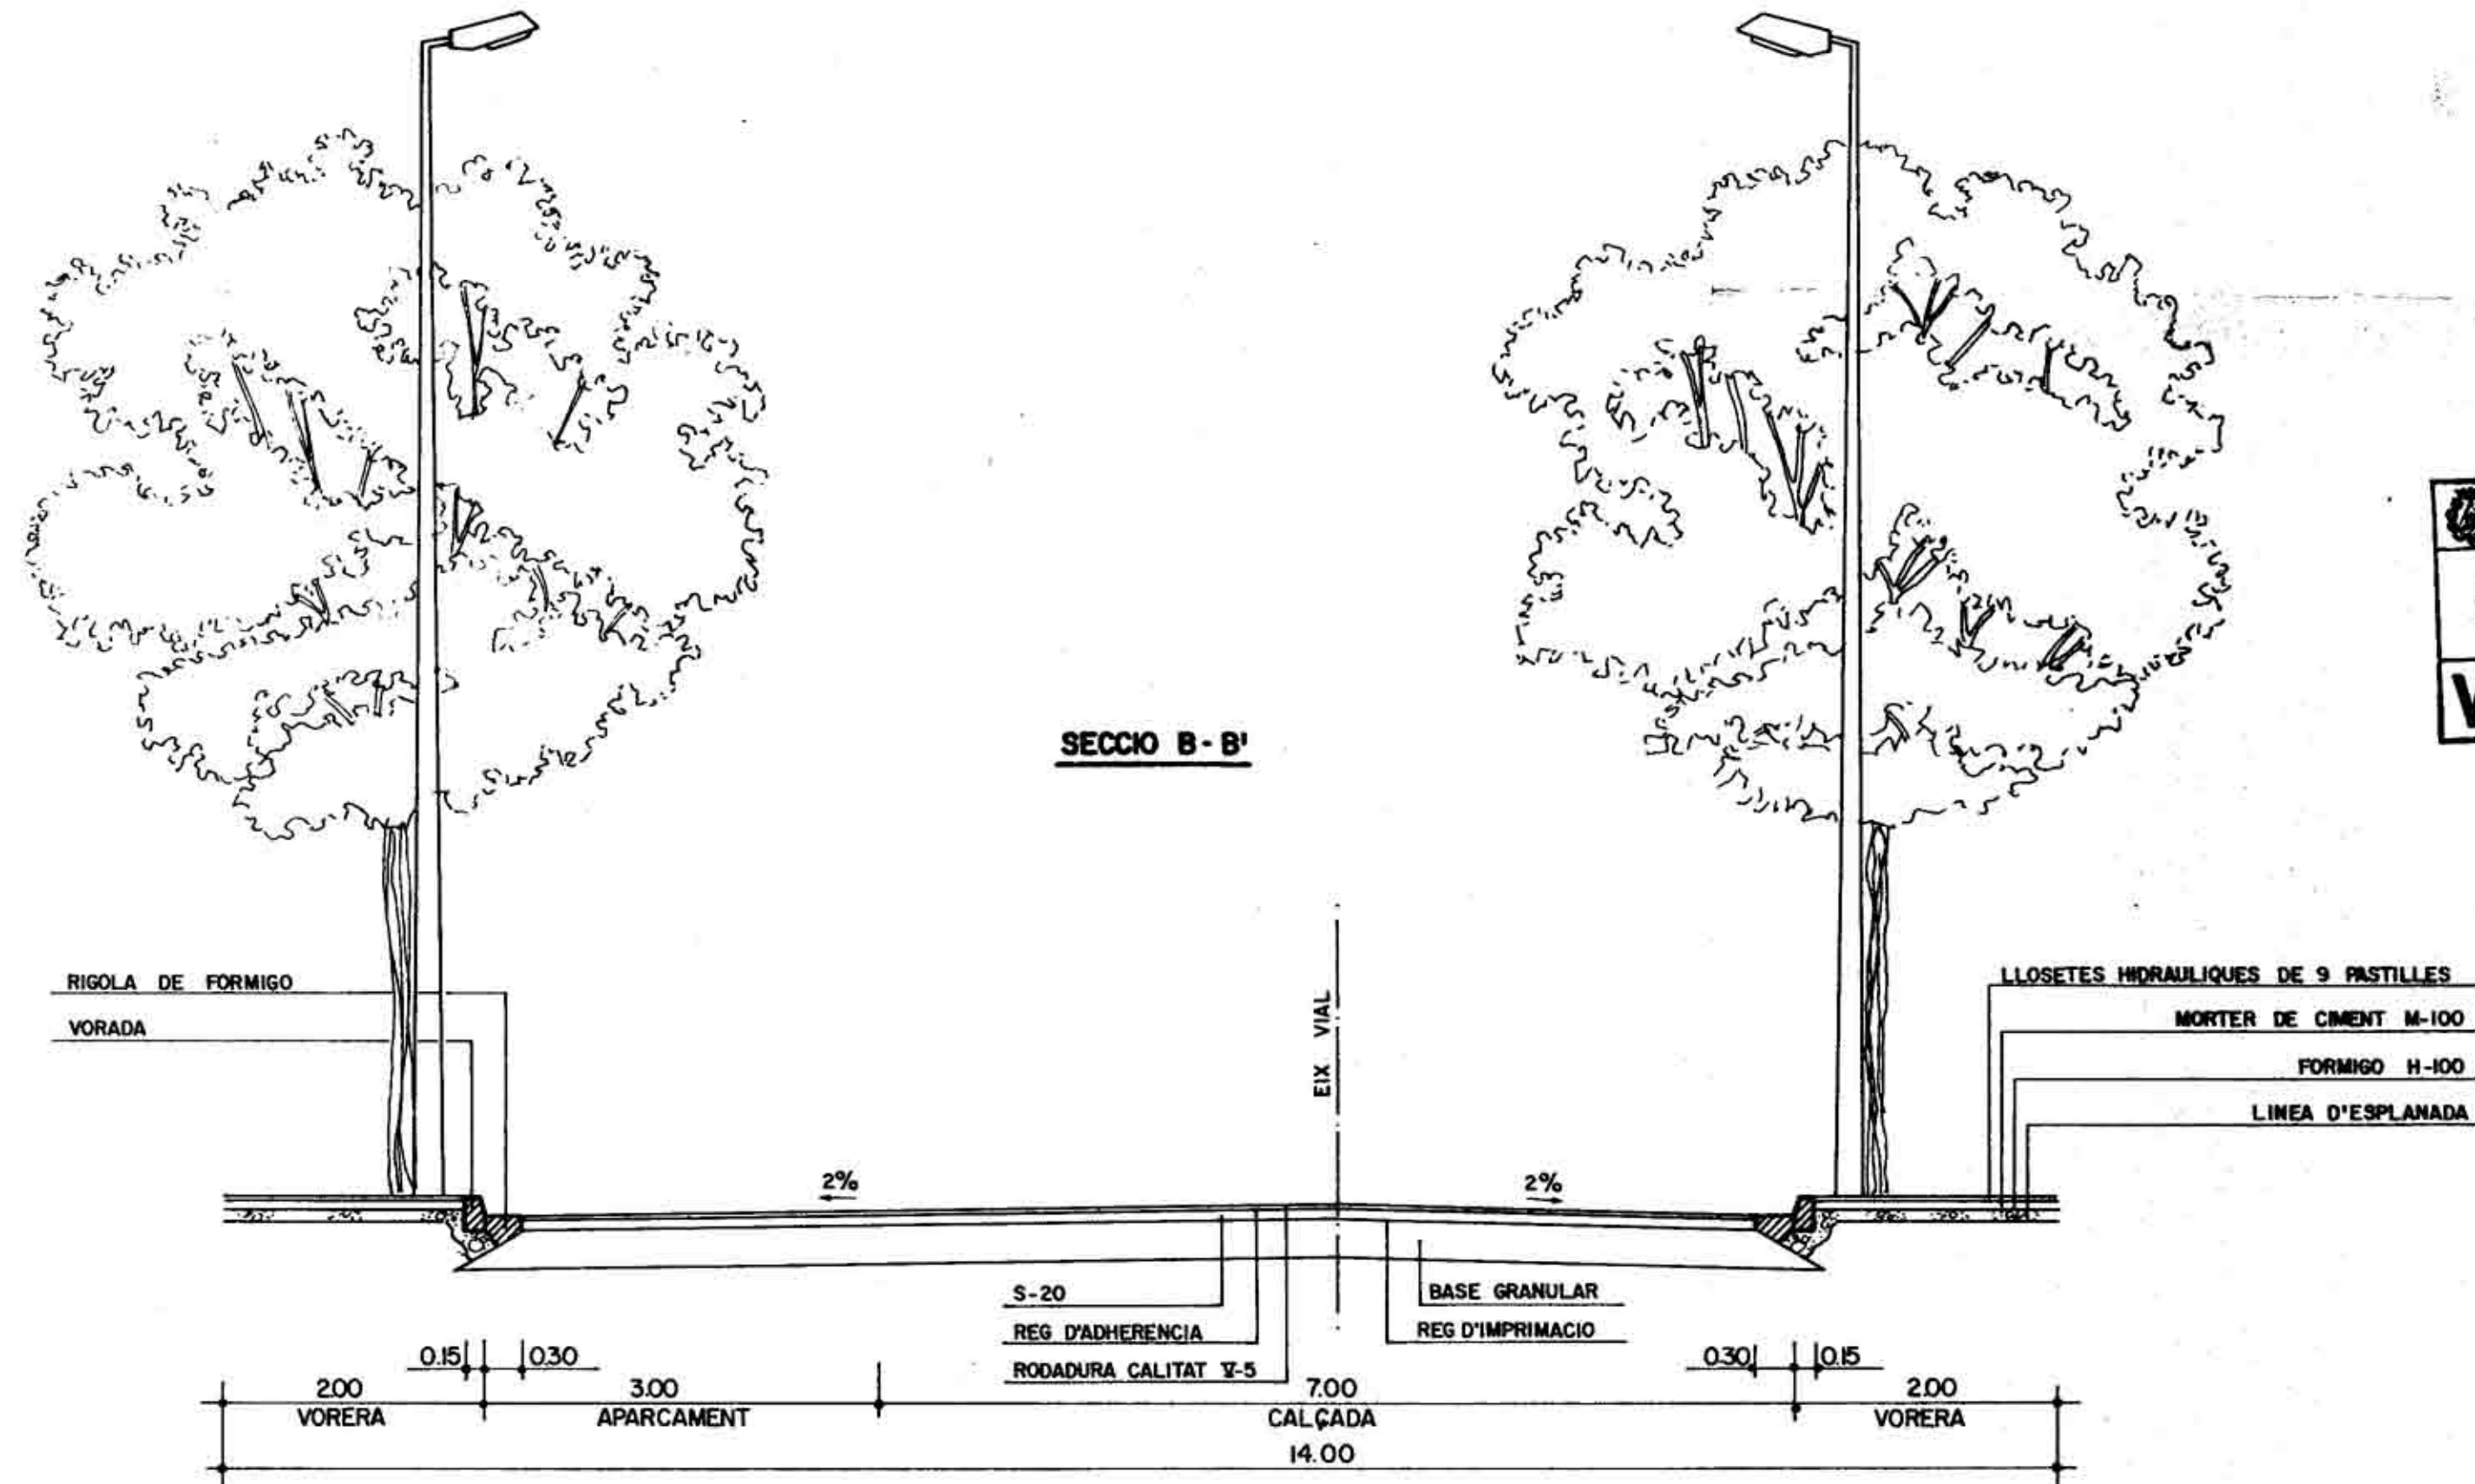 SECCIO B-B'
RIGOLA DE FORMIGO
VORADA
EIX VIAL
LLOSETES HIDRAULIQUES DE 9 PASTILLES
MORTER DE CIMENT M-100
FORMIGO H-100
LINEA D'ESPLANADA
2%
2%
S-20
REG D'ADHERENCIA
RODADURA CALITAT V-5
BASE GRANULAR
REG D'IMPRIMACIO
0.15 0.30
0.30 0.15
2.00 3.00 7.00 2.00
VORERA APARCAMENT CALÇADA VORERA
14.00